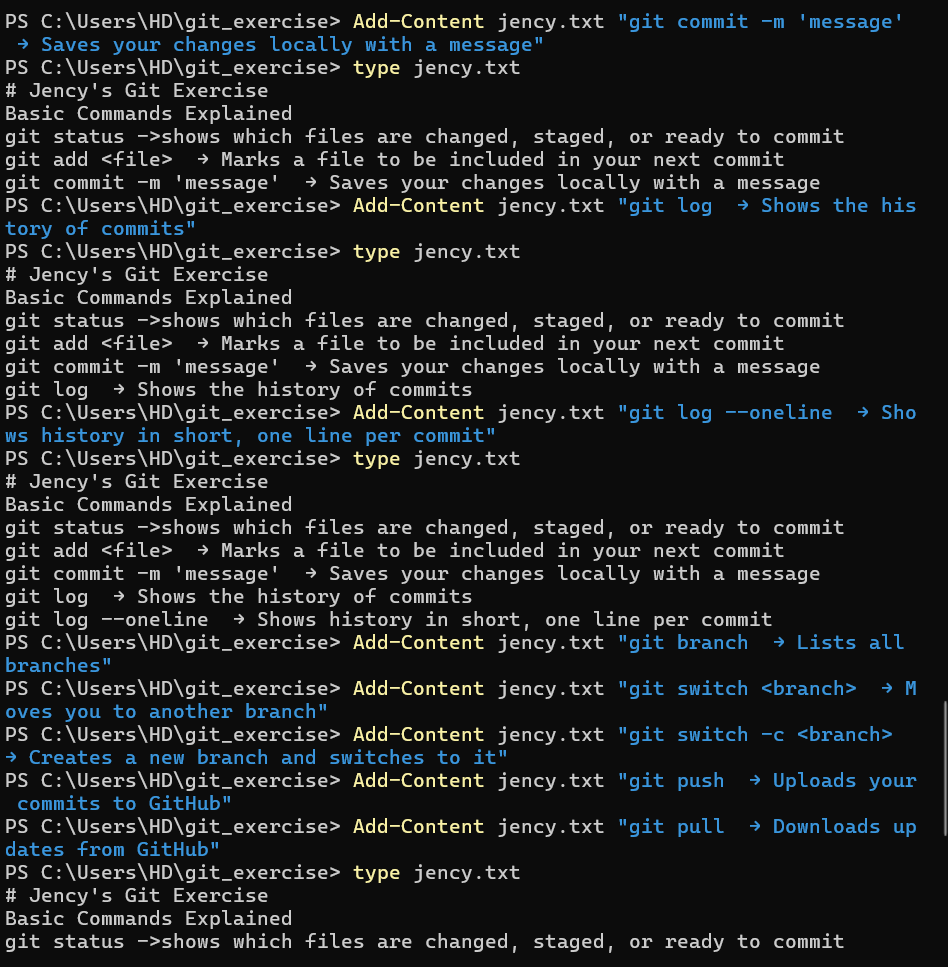 PS C:\Users\HD\git_exercise> Add-Content jency.txt "git commit -m 'message'
 → Saves your changes locally with a message"
PS C:\Users\HD\git_exercise> type jency.txt
# Jency's Git Exercise
Basic Commands Explained
git status ->shows which files are changed, staged, or ready to commit
git add <file>  → Marks a file to be included in your next commit
git commit -m 'message'  → Saves your changes locally with a message
PS C:\Users\HD\git_exercise> Add-Content jency.txt "git log  → Shows the his
tory of commits"
PS C:\Users\HD\git_exercise> type jency.txt
# Jency's Git Exercise
Basic Commands Explained
git status ->shows which files are changed, staged, or ready to commit
git add <file>  → Marks a file to be included in your next commit
git commit -m 'message'  → Saves your changes locally with a message
git log  → Shows the history of commits
PS C:\Users\HD\git_exercise> Add-Content jency.txt "git log --oneline  → Sho
ws history in short, one line per commit"
PS C:\Users\HD\git_exercise> type jency.txt
# Jency's Git Exercise
Basic Commands Explained
git status ->shows which files are changed, staged, or ready to commit
git add <file>  → Marks a file to be included in your next commit
git commit -m 'message'  → Saves your changes locally with a message
git log  → Shows the history of commits
git log --oneline  → Shows history in short, one line per commit
PS C:\Users\HD\git_exercise> Add-Content jency.txt "git branch  → Lists all
branches"
PS C:\Users\HD\git_exercise> Add-Content jency.txt "git switch <branch>  → M
oves you to another branch"
PS C:\Users\HD\git_exercise> Add-Content jency.txt "git switch -c <branch>
→ Creates a new branch and switches to it"
PS C:\Users\HD\git_exercise> Add-Content jency.txt "git push  → Uploads your
 commits to GitHub"
PS C:\Users\HD\git_exercise> Add-Content jency.txt "git pull  → Downloads up
dates from GitHub"
PS C:\Users\HD\git_exercise> type jency.txt
# Jency's Git Exercise
Basic Commands Explained
git status ->shows which files are changed, staged, or ready to commit